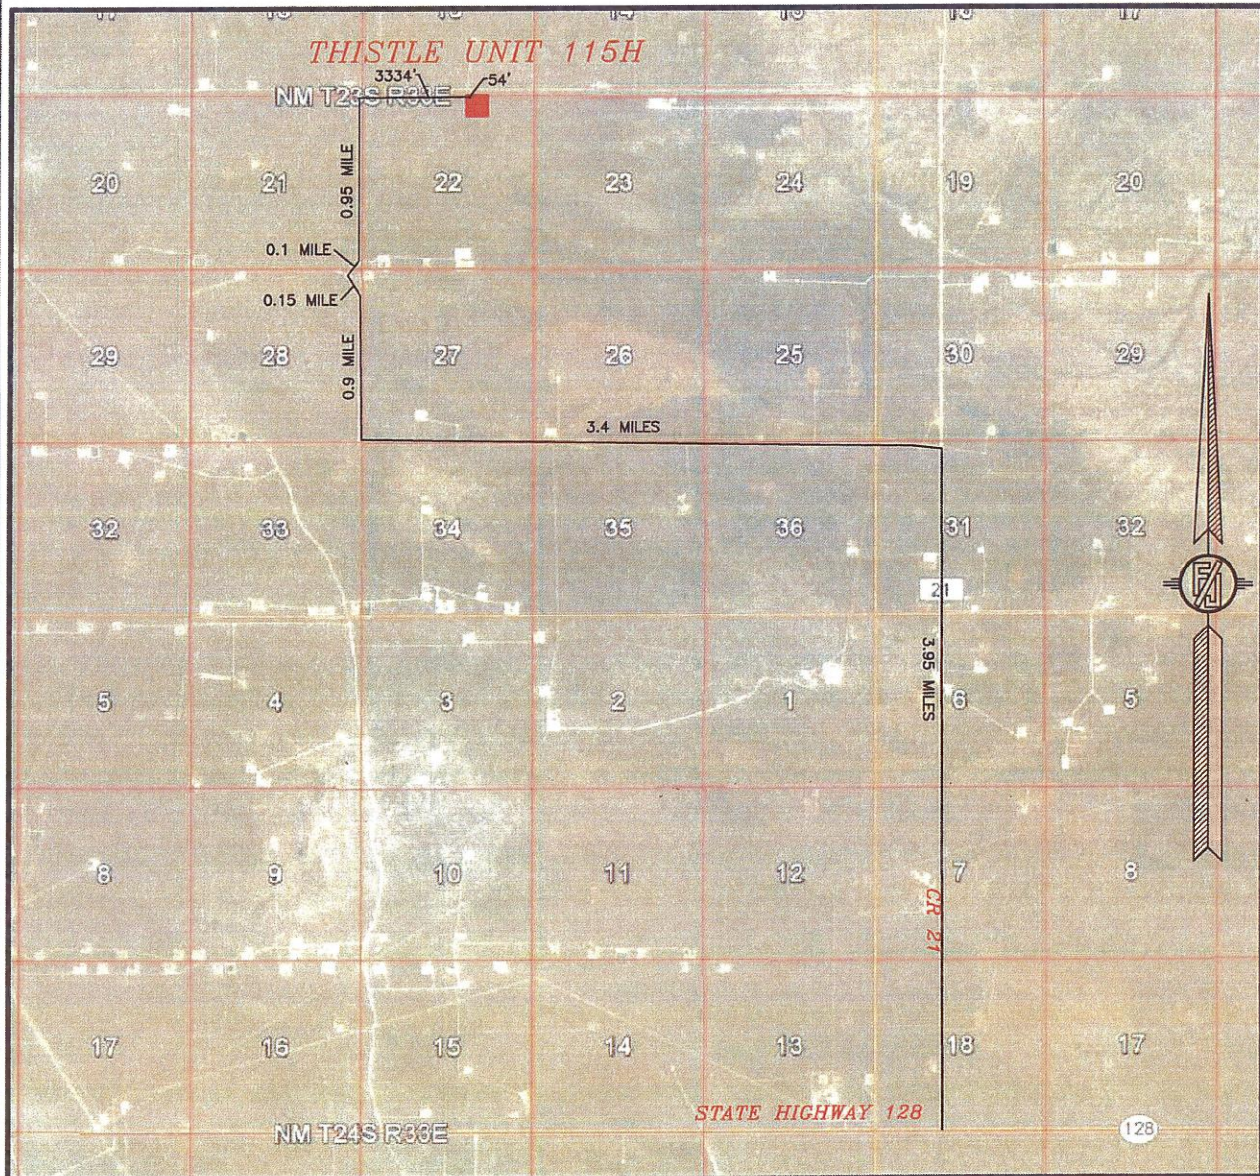 THISTLE UNIT 115H
3334'
54'
NM T23S R33E
0.95 MILE
20 21 22 23 24 19 20
0.1 MILE
0.15 MILE
29 28 27 26 25 30 29
0.9 MILE
3.4 MILES
32 33 34 35 36 31 32
21
3.95 MILES
5 4 3 2 1 6 5
8 9 10 11 12 7 8
CR 21
17 16 15 14 13 18 17
STATE HIGHWAY 128
NM T24S R33E
128